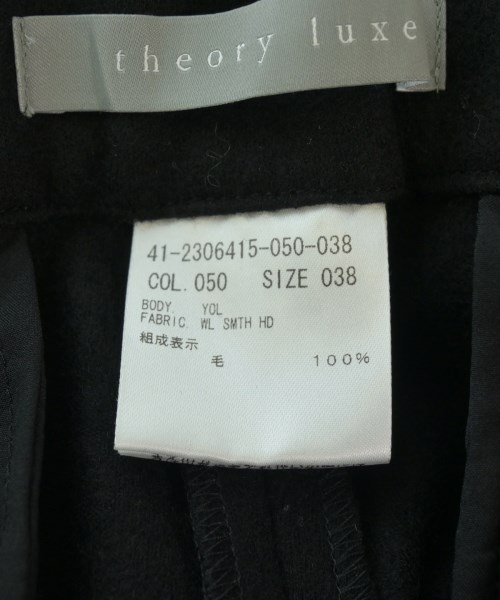 theory luxe
41-2306415-050-038
COL. 050 SIZE 038
BODY. YOL
FABRIC. WL SMTH HD
組成表示
毛 100%